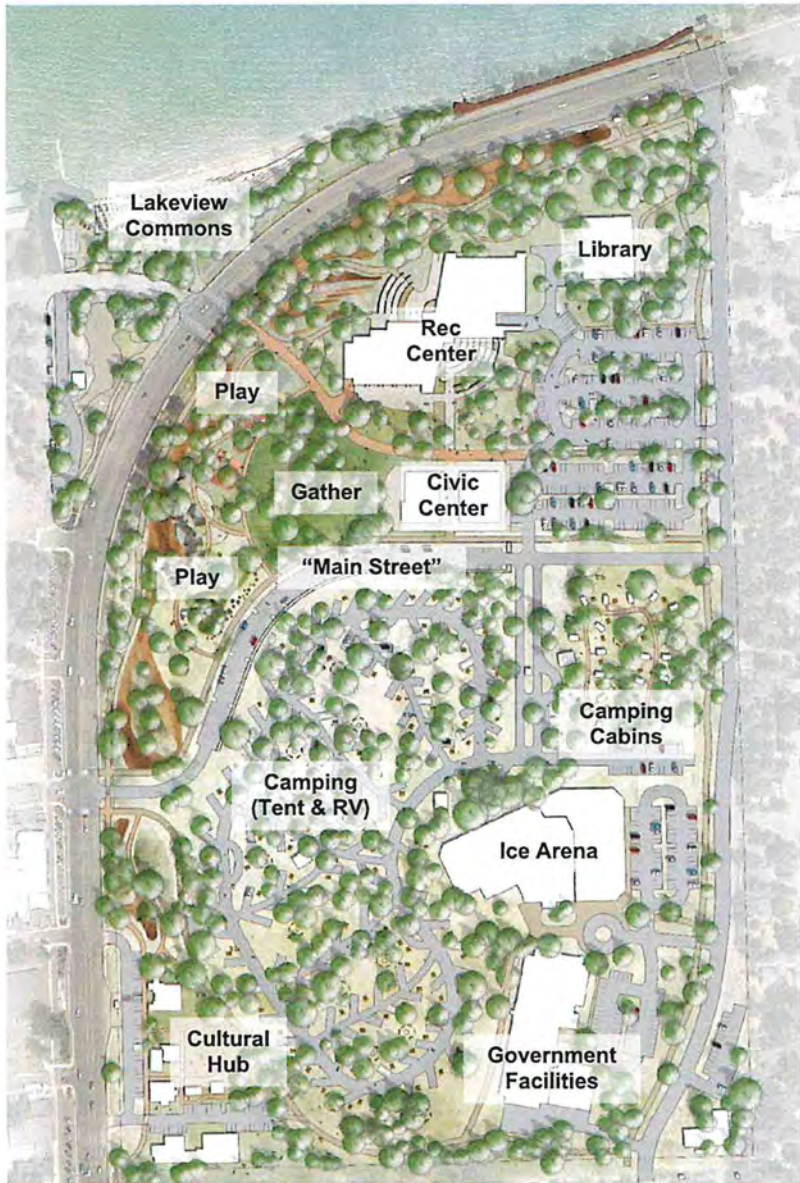 Lakeview
Commons
Library
Rec
Center
Play
Gather
Civic
Center
"Main Street"
Play
Camping
Cabins
Camping
(Tent & RV)
Ice Arena
Cultural
Hub
Government
Facilities